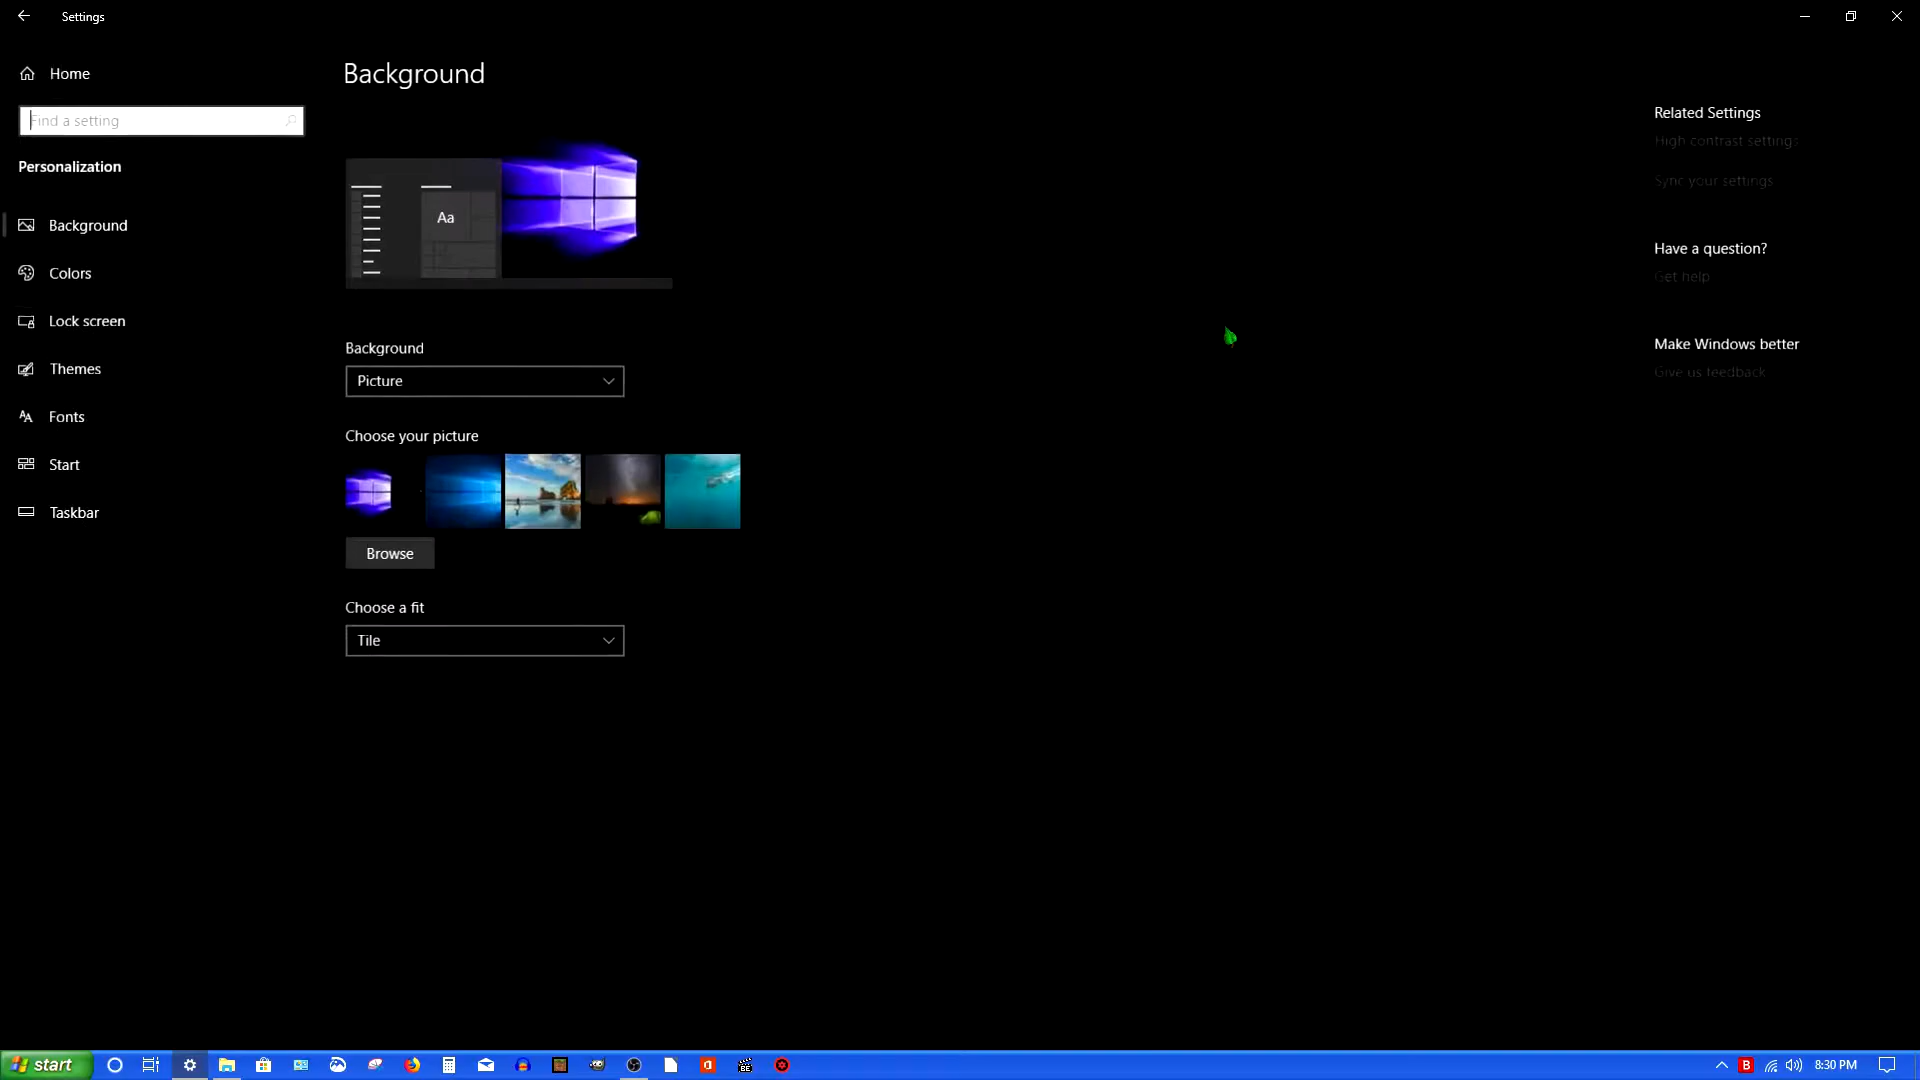 Settings
Home
Find a setting
Personalization
Background
Colors
Lock screen
Themes
Fonts
Start
Taskbar
Background
Aa
Background
Picture
Choose your picture
Browse
Choose a fit
Tile
Related Settings
High contrast settings
Sync your settings
Have a question?
Get help
Make Windows better
Give us feedback
start
B
8:30 PM